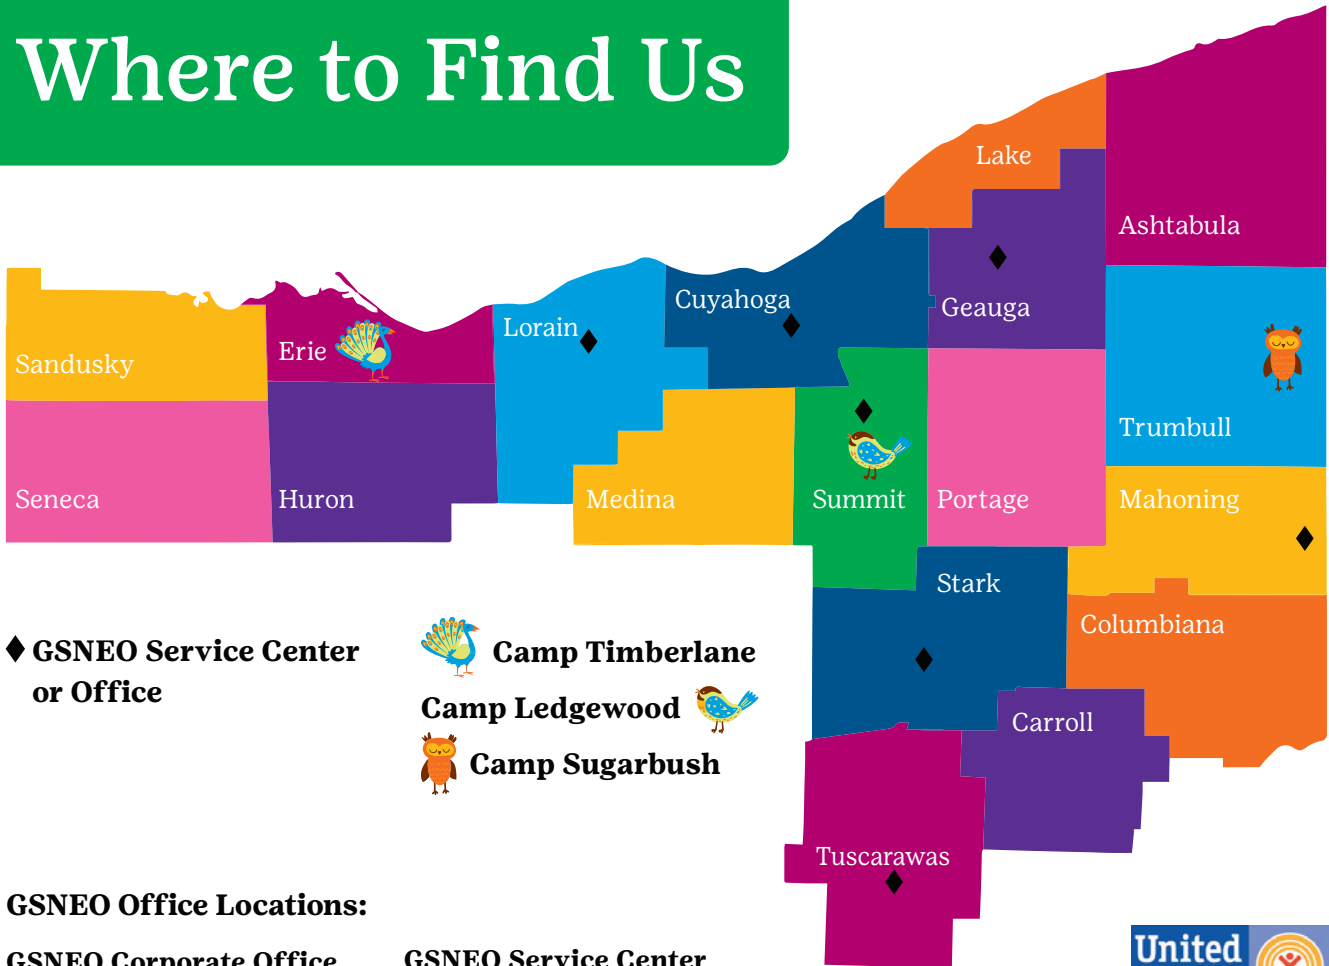 Where to Find Us
Lake
Ashtabula
Cuyahoga
Geauga
Lorain
Erie
Sandusky
Trumbull
Seneca
Huron
Medina
Summit
Portage
Mahoning
Stark
Columbiana
Carroll
Tuscarawas
GSNEO Service Center
or Office
Camp Timberlane
Camp Ledgewood
Camp Sugarbush
GSNEO Office Locations:
GSNEO Corporate Office
GSNEO Service Center
United